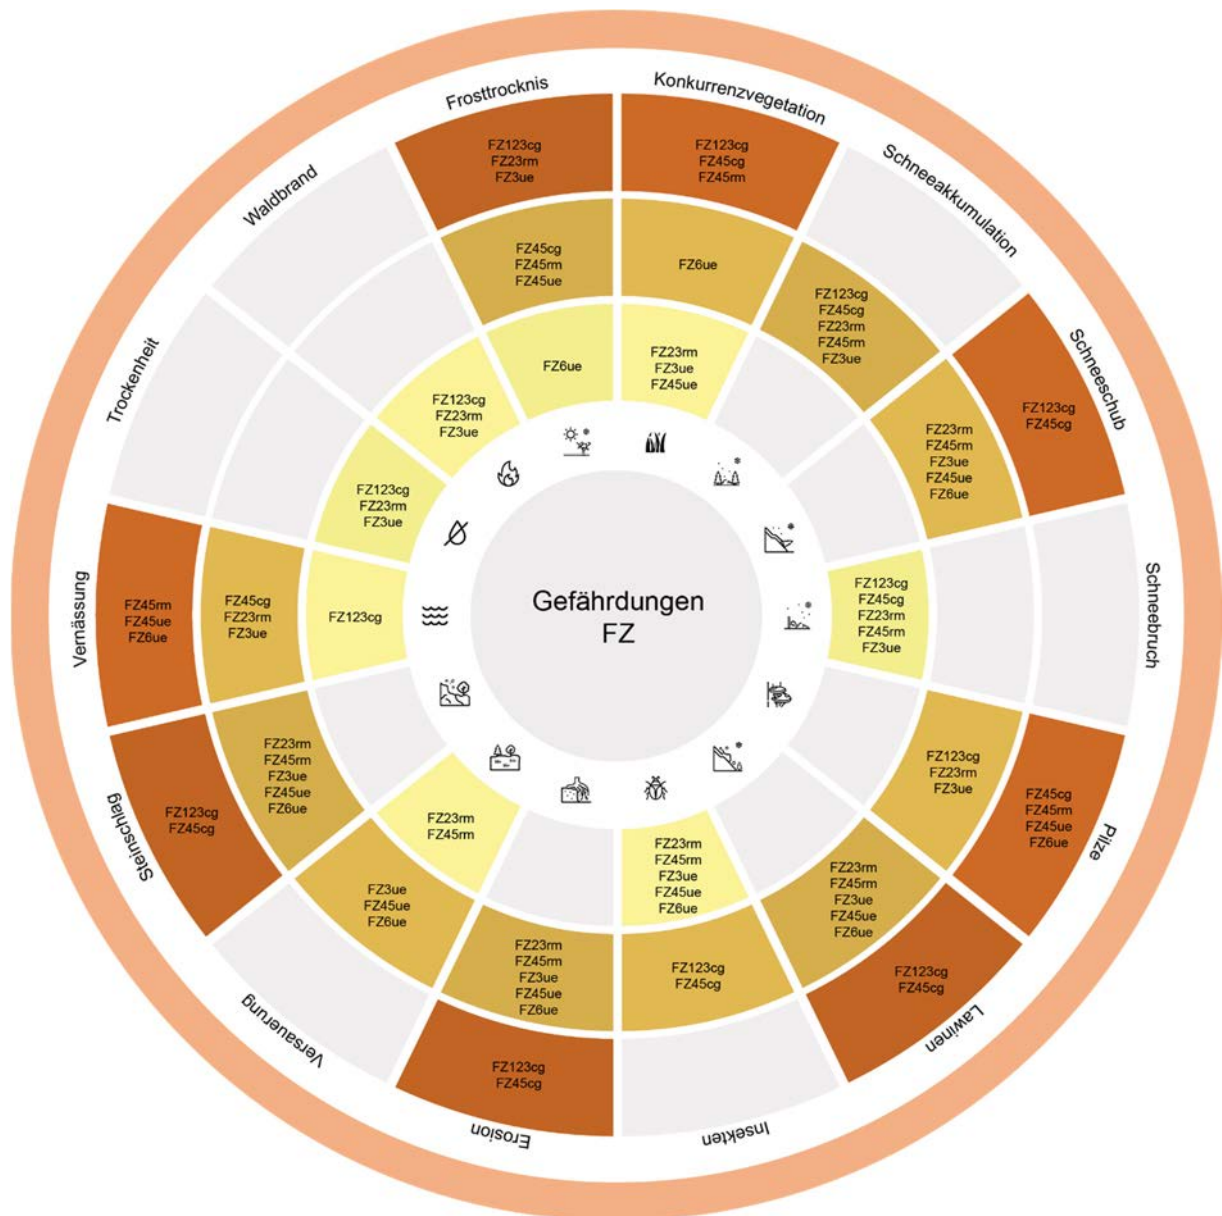 Gefährdungen
FZ
Frosttrocknis
FZ123cg
FZ23rm
FZ3ue
FZ45cg
FZ45rm
FZ45ue
FZ6ue
Konkurrenzvegetation
FZ123cg
FZ45cg
FZ45rm
FZ6ue
FZ23rm
FZ3ue
FZ45ue
Schneeakkumulation
FZ123cg
FZ45cg
FZ23rm
FZ45rm
FZ3ue
Schneeschub
FZ123cg
FZ45cg
FZ23rm
FZ45rm
FZ3ue
FZ45ue
FZ6ue
Schneebruch
FZ123cg
FZ45cg
FZ23rm
FZ45rm
FZ3ue
Pilze
FZ45cg
FZ45rm
FZ45ue
FZ6ue
FZ123cg
FZ23rm
FZ3ue
Lawinen
FZ123cg
FZ45cg
FZ23rm
FZ45rm
FZ3ue
FZ45ue
FZ6ue
Insekten
FZ123cg
FZ45cg
FZ23rm
FZ45rm
FZ3ue
FZ45ue
FZ6ue
Erosion
FZ123cg
FZ45cg
FZ23rm
FZ45rm
FZ3ue
FZ45ue
FZ6ue
Versauerung
FZ3ue
FZ45ue
FZ6ue
FZ23rm
FZ45rm
Steinschlag
FZ123cg
FZ45cg
FZ23rm
FZ45rm
FZ3ue
FZ45ue
FZ6ue
Vernässung
FZ45rm
FZ45ue
FZ6ue
FZ45cg
FZ23rm
FZ3ue
FZ123cg
Trockenheit
FZ123cg
FZ23rm
FZ3ue
Waldbrand
FZ123cg
FZ23rm
FZ3ue